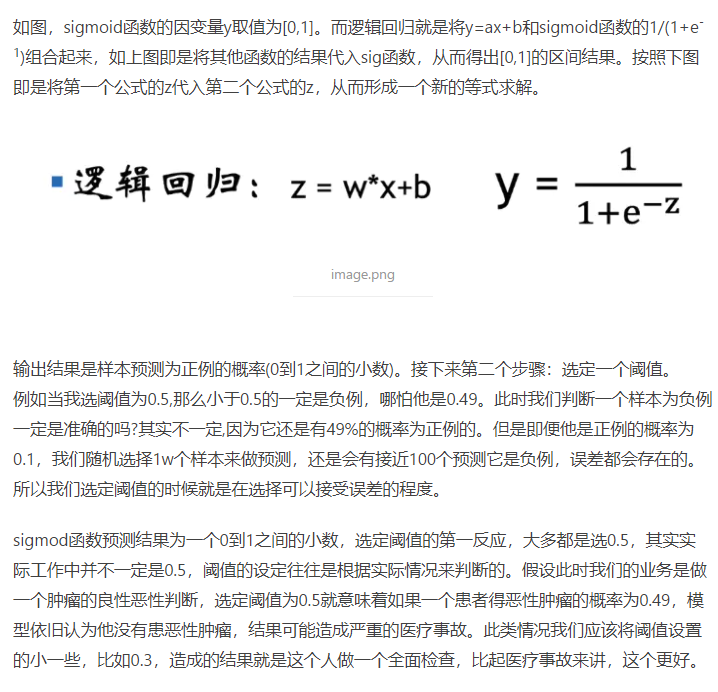 如图，sigmoid函数的因变量y取值为[0,1]。而逻辑回归就是将y=ax+b和sigmoid函数的1/(1+e-
1)组合起来，如上图即是将其他函数的结果代入sig函数，从而得出[0,1]的区间结果。按照下图
即是将第一个公式的z代入第二个公式的z，从而形成一个新的等式求解。
▪ 逻辑回归： z = w*x+b y = 1/(1+e^−z)
image.png
输出结果是样本预测为正例的概率(0到1之间的小数)。接下来第二个步骤：选定一个阈值。
例如当我选阈值为0.5,那么小于0.5的一定是负例，哪怕他是0.49。此时我们判断一个样本为负例
一定是准确的吗?其实不一定,因为它还是有49%的概率为正例的。但是即便他是正例的概率为
0.1，我们随机选择1w个样本来做预测，还是会有接近100个预测它是负例，误差都会存在的。
所以我们选定阈值的时候就是在选择可以接受误差的程度。
sigmod函数预测结果为一个0到1之间的小数，选定阈值的第一反应，大多都是选0.5，其实实
际工作中并不一定是0.5，阈值的设定往往是根据实际情况来判断的。假设此时我们的业务是做
一个肿瘤的良性恶性判断，选定阈值为0.5就意味着如果一个患者得恶性肿瘤的概率为0.49，模
型依旧认为他没有患恶性肿瘤，结果可能造成严重的医疗事故。此类情况我们应该将阈值设置
的小一些，比如0.3，造成的结果就是这个人做一个全面检查，比起医疗事故来讲，这个更好。